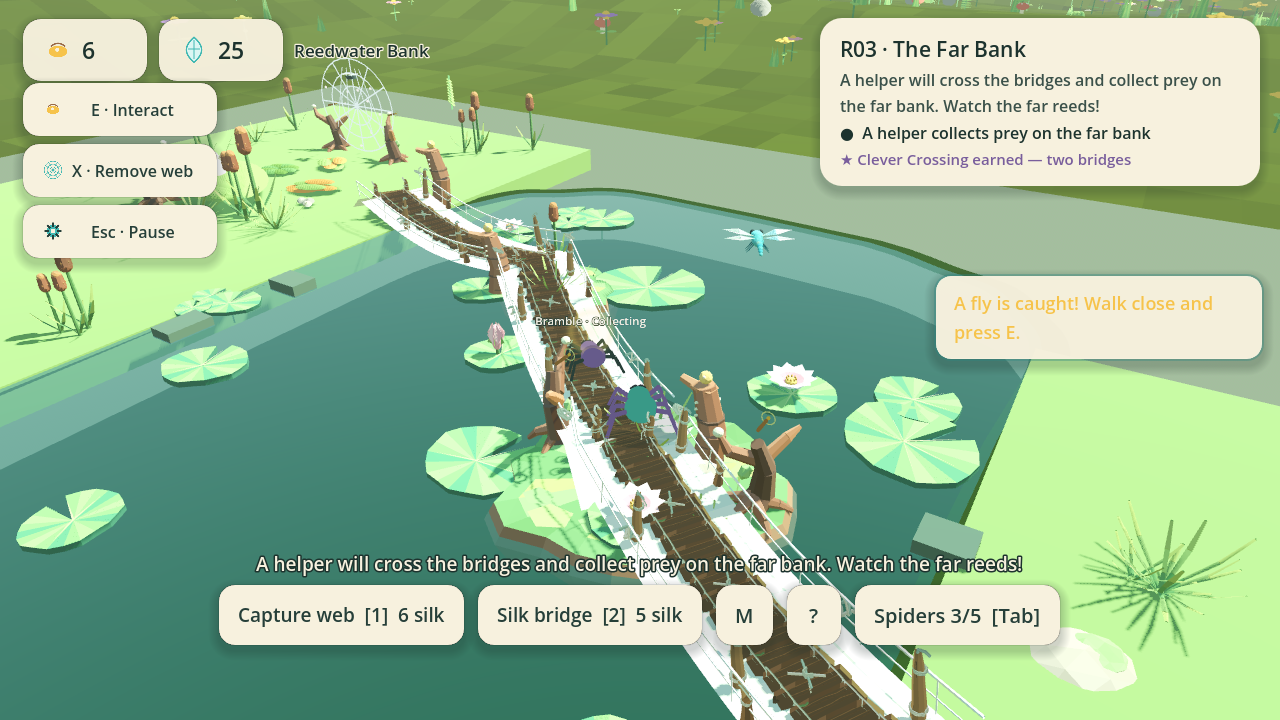 6
25
Reedwater Bank
E · Interact
X · Remove web
Esc · Pause
R03 · The Far Bank
A helper will cross the bridges and collect prey on
the far bank. Watch the far reeds!
● A helper collects prey on the far bank
★ Clever Crossing earned — two bridges
A fly is caught! Walk close and
press E.
Bramble · Collecting
A helper will cross the bridges and collect prey on the far bank. Watch the far reeds!
Capture web [1] 6 silk
Silk bridge [2] 5 silk
M
?
Spiders 3/5 [Tab]